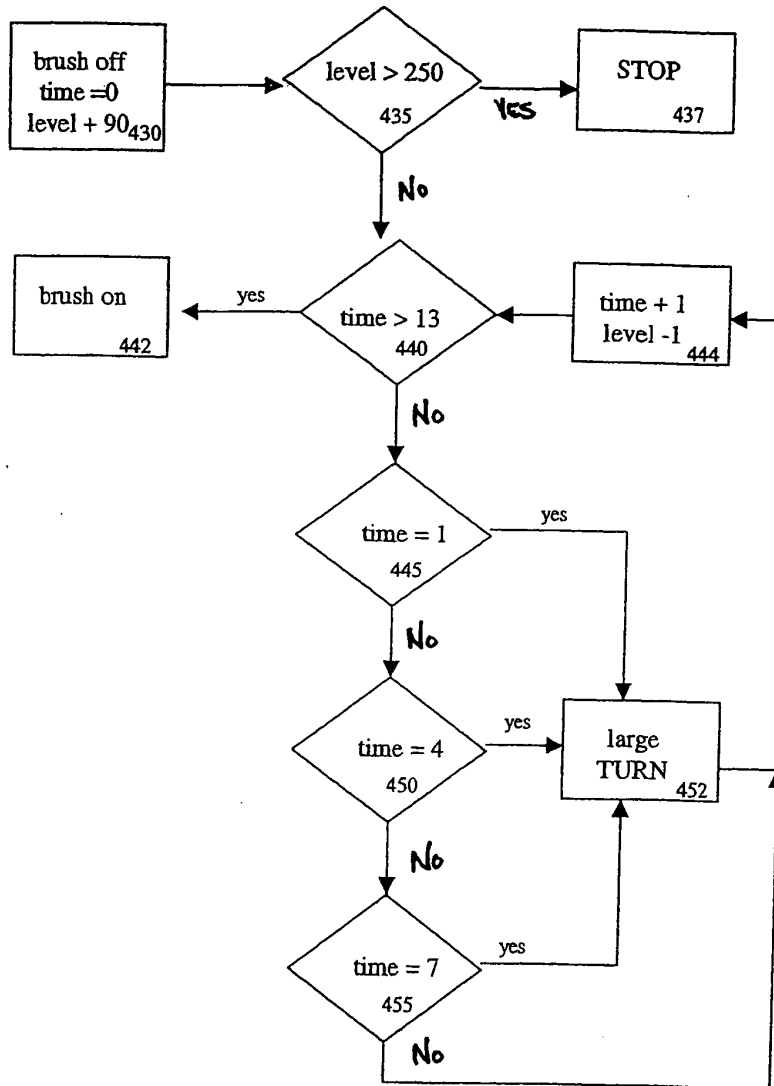 brush off
time =0
level + 90 430
level > 250
435
YES
STOP
437
NO
brush on
442
yes
time > 13
440
time + 1
level -1
444
NO
time = 1
445
yes
NO
time = 4
450
yes
large
TURN
452
NO
time = 7
455
yes
NO